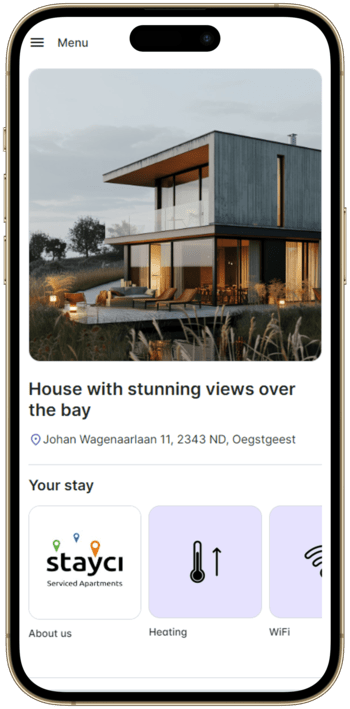 Menu
House with stunning views over
the bay
Johan Wagenaarlaan 11, 2343 ND, Oegstgeest
Your stay
stayci
Serviced Apartments
About us
Heating
WiFi